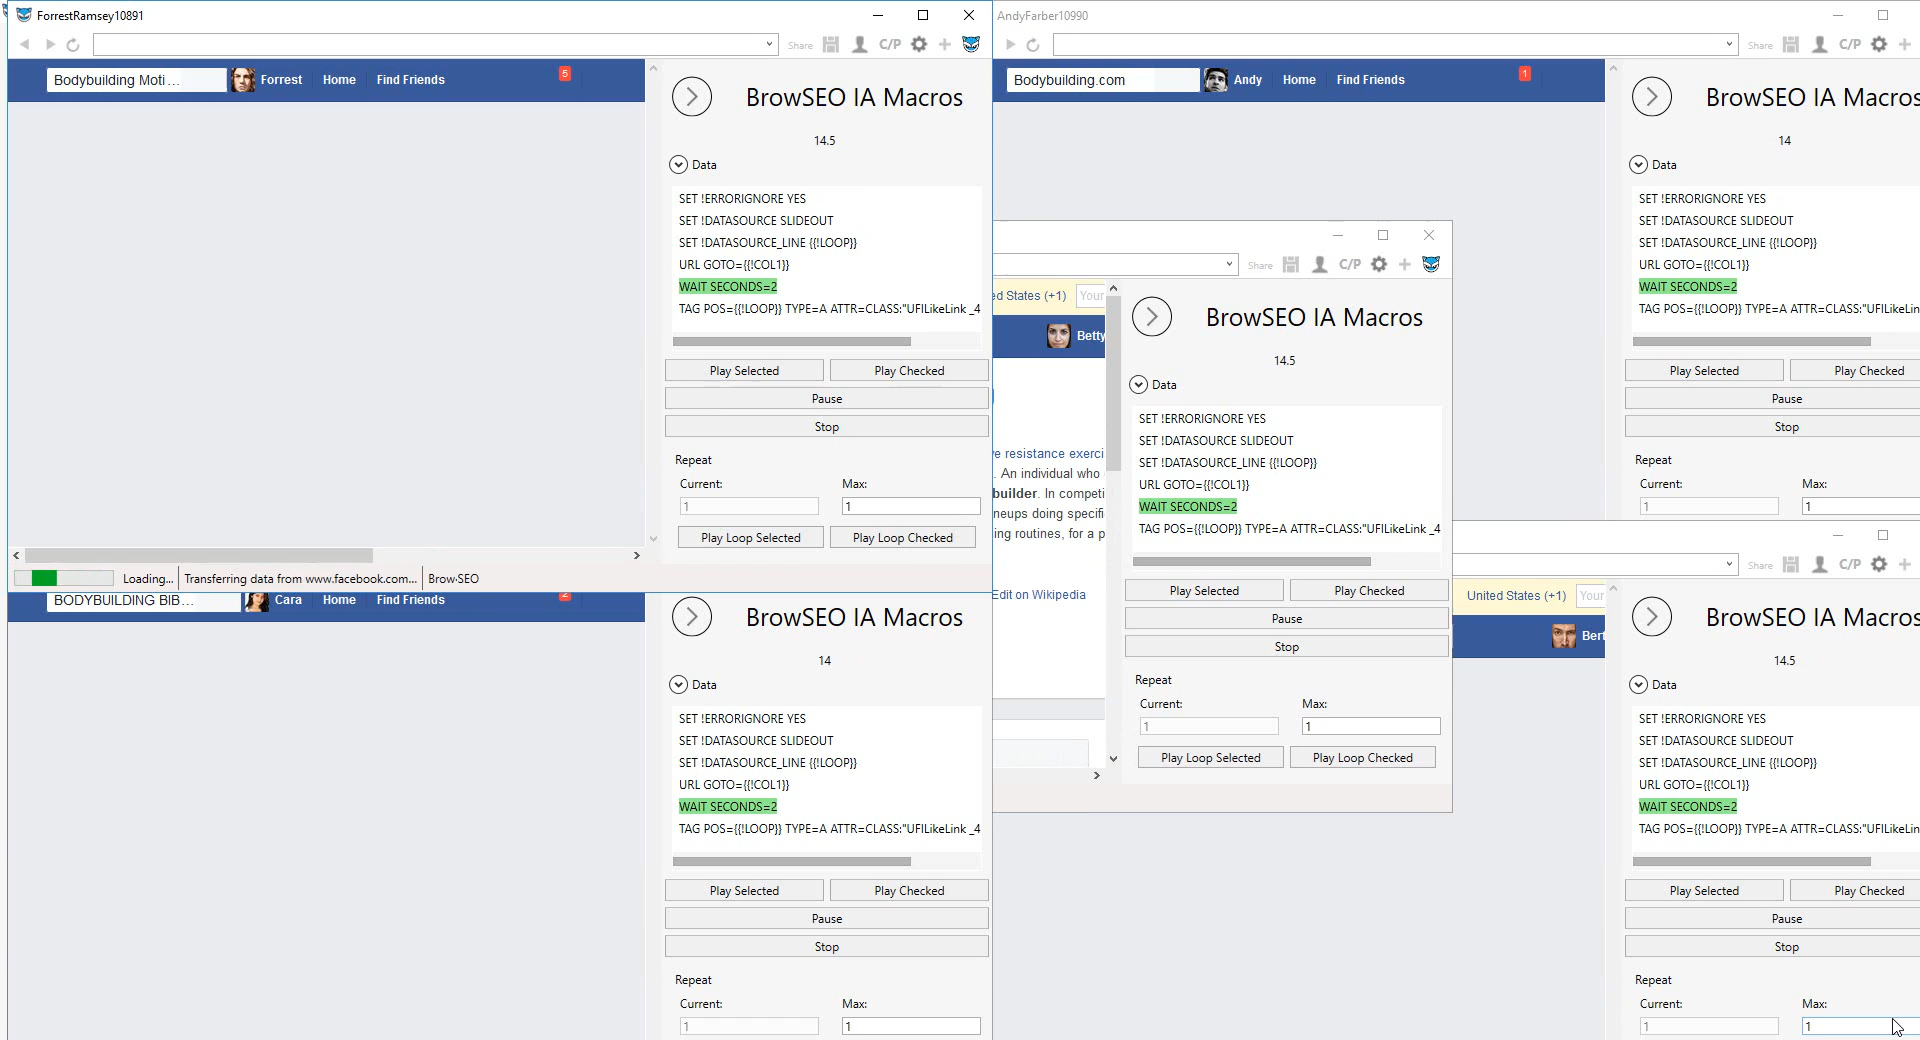 ForrestRamsey10891
Share C/P
Bodybuilding Moti... Forrest Home Find Friends 5
BrowSEO IA Macros
14.5
Data
SET !ERRORIGNORE YES
SET !DATASOURCE SLIDEOUT
SET !DATASOURCE_LINE {{!LOOP}}
URL GOTO={{!COL1}}
WAIT SECONDS=2
TAG POS={{!LOOP}} TYPE=A ATTR=CLASS:"UFILikeLink _4
Play Selected Play Checked
Pause
Stop
Repeat
Current: Max:
1 1
Play Loop Selected Play Loop Checked
Loading... Transferring data from www.facebook.com... Brow-SEO
AndyFarber10990
Share C/P
Bodybuilding.com Andy Home Find Friends 1
BrowSEO IA Macros
14
Data
SET !ERRORIGNORE YES
SET !DATASOURCE SLIDEOUT
SET !DATASOURCE_LINE {{!LOOP}}
URL GOTO={{!COL1}}
WAIT SECONDS=2
TAG POS={{!LOOP}} TYPE=A ATTR=CLASS:"UFILikeLin
Play Selected Play Checked
Pause
Stop
Repeat
Current: Max:
1 1
Share C/P
ed States (+1) Your
Betty
BrowSEO IA Macros
14.5
Data
SET !ERRORIGNORE YES
SET !DATASOURCE SLIDEOUT
SET !DATASOURCE_LINE {{!LOOP}}
URL GOTO={{!COL1}}
WAIT SECONDS=2
TAG POS={{!LOOP}} TYPE=A ATTR=CLASS:"UFILikeLink _4
ve resistance exerci
. An individual who
builder. In competi
neups doing specifi
ing routines, for a p
Edit on Wikipedia
Play Selected Play Checked
Pause
Stop
Repeat
Current: Max:
1 1
Play Loop Selected Play Loop Checked
BODYBUILDING BIB... Cara Home Find Friends 2
BrowSEO IA Macros
14
Data
SET !ERRORIGNORE YES
SET !DATASOURCE SLIDEOUT
SET !DATASOURCE_LINE {{!LOOP}}
URL GOTO={{!COL1}}
WAIT SECONDS=2
TAG POS={{!LOOP}} TYPE=A ATTR=CLASS:"UFILikeLink _4
Play Selected Play Checked
Pause
Stop
Repeat
Current: Max:
1 1
Share C/P
United States (+1) Your
Bert
BrowSEO IA Macros
14.5
Data
SET !ERRORIGNORE YES
SET !DATASOURCE SLIDEOUT
SET !DATASOURCE_LINE {{!LOOP}}
URL GOTO={{!COL1}}
WAIT SECONDS=2
TAG POS={{!LOOP}} TYPE=A ATTR=CLASS:"UFILikeLin
Play Selected Play Checked
Pause
Stop
Repeat
Current: Max:
1 1